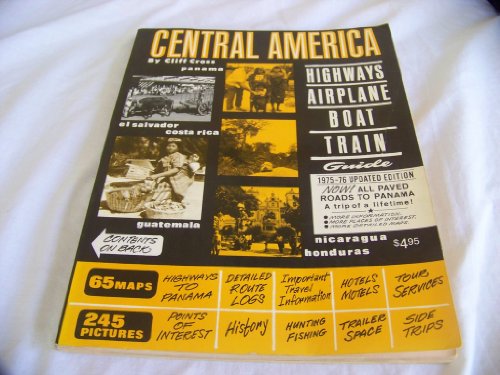 CENTRAL AMERICA
By Cliff Cross
panama
el salvador
costa rica
guatemala
HIGHWAYS
AIRPLANE
BOAT
TRAIN
Guide
1975-76 UPDATED EDITION
NOW! ALL PAVED
ROADS TO PANAMA
A trip of a lifetime!
MORE INFORMATION.
MORE PLACES OF INTEREST.
MORE DETAILED MAPS.
nicaragua
honduras
$4.95
CONTENTS
ON BACK
65 MAPS
HIGHWAYS
TO
PANAMA
DETAILED
ROUTE
LOGS
Important
Travel
Information
HOTELS
MOTELS
TOUR
SERVICES
245
PICTURES
POINTS
OF
INTEREST
History
HUNTING
FISHING
TRAILER
SPACE
SIDE
TRIPS